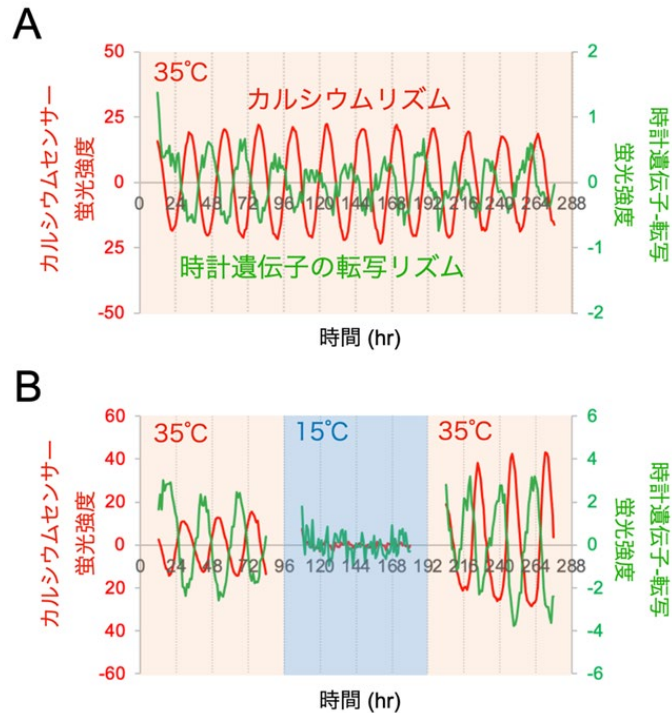 A
35℃
カルシウムリズム
時計遺伝子の転写リズム
カルシウムセンサー
蛍光強度
50
25
0
25
-50
2
1
0
-1
-2
時計遺伝子-転写
蛍光強度
0 24 48 72 96 120 144 168 192 216 240 264 288
時間 (hr)
B
35℃
15℃
35℃
カルシウムセンサー
蛍光強度
60
40
20
0
20
-40
-60
6
4
2
0
-2
-4
-6
時計遺伝子-転写
蛍光強度
0 24 48 72 96 120 144 168 192 216 240 264 288
時間 (hr)